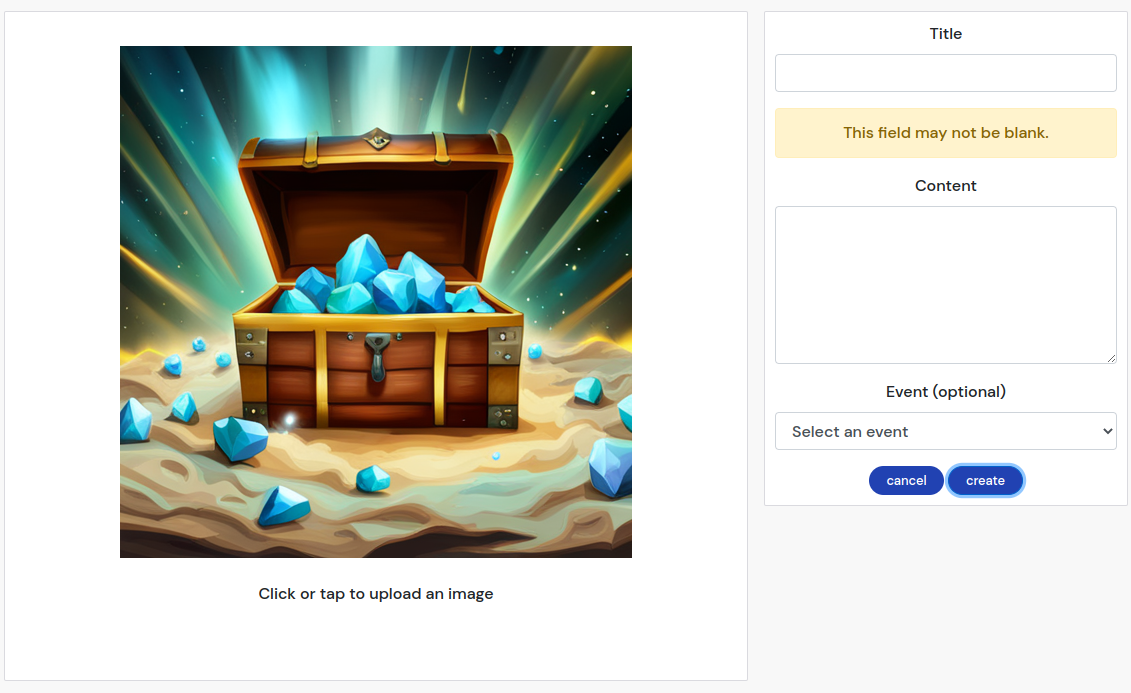 Title
This field may not be blank.
Content
Event (optional)
Select an event
cancel create
Click or tap to upload an image